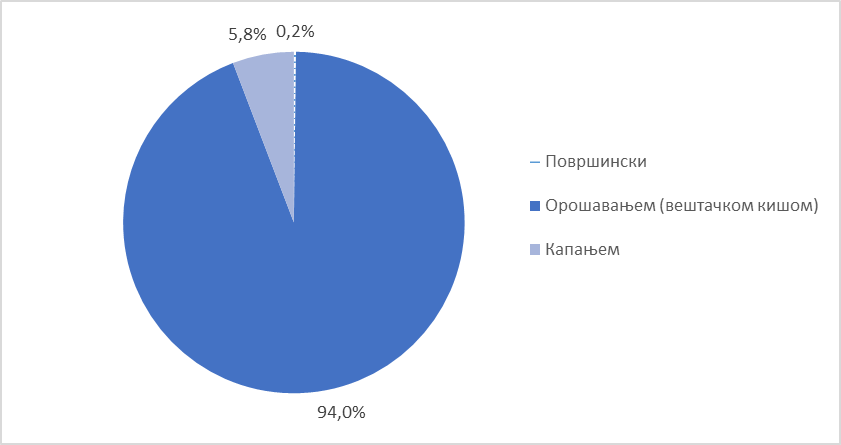 5,8%
0,2%
Површински
Орошавањем (вештачком кишом)
Капањем
94,0%